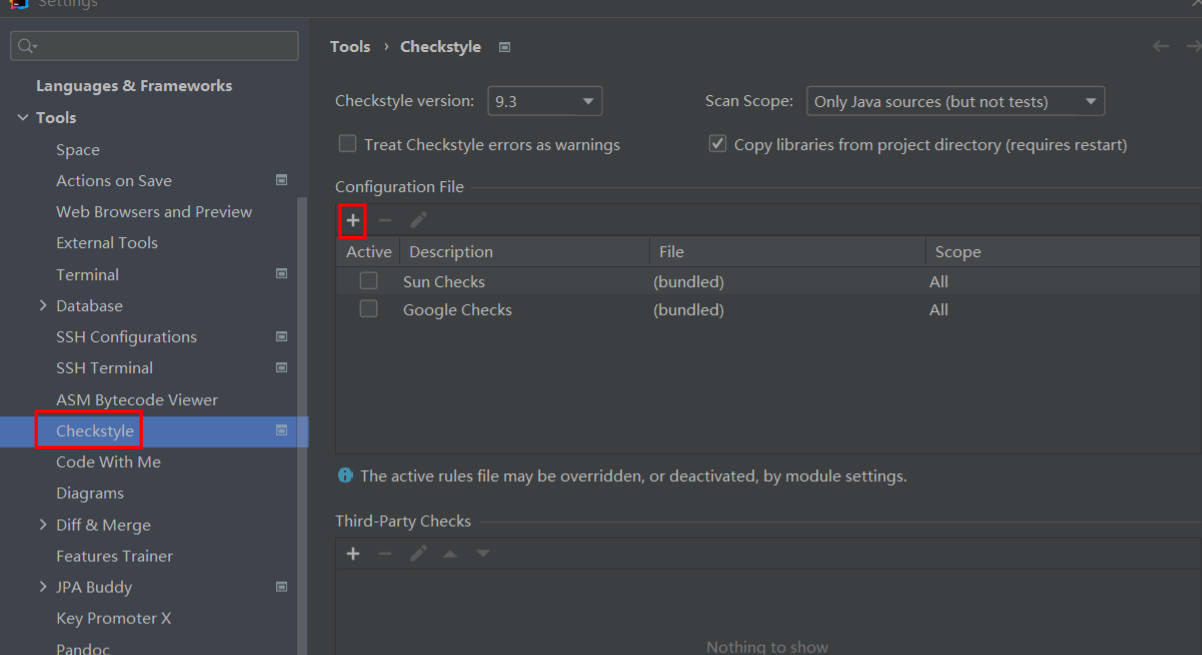 Settings
Tools › Checkstyle
Languages & Frameworks
Tools
Space
Actions on Save
Web Browsers and Preview
External Tools
Terminal
Database
SSH Configurations
SSH Terminal
ASM Bytecode Viewer
Checkstyle
Code With Me
Diagrams
Diff & Merge
Features Trainer
JPA Buddy
Key Promoter X
Pandoc
Checkstyle version: 9.3 Scan Scope: Only Java sources (but not tests)
Treat Checkstyle errors as warnings Copy libraries from project directory (requires restart)
Configuration File
Active Description File Scope
Sun Checks (bundled) All
Google Checks (bundled) All
The active rules file may be overridden, or deactivated, by module settings.
Third-Party Checks
Nothing to show